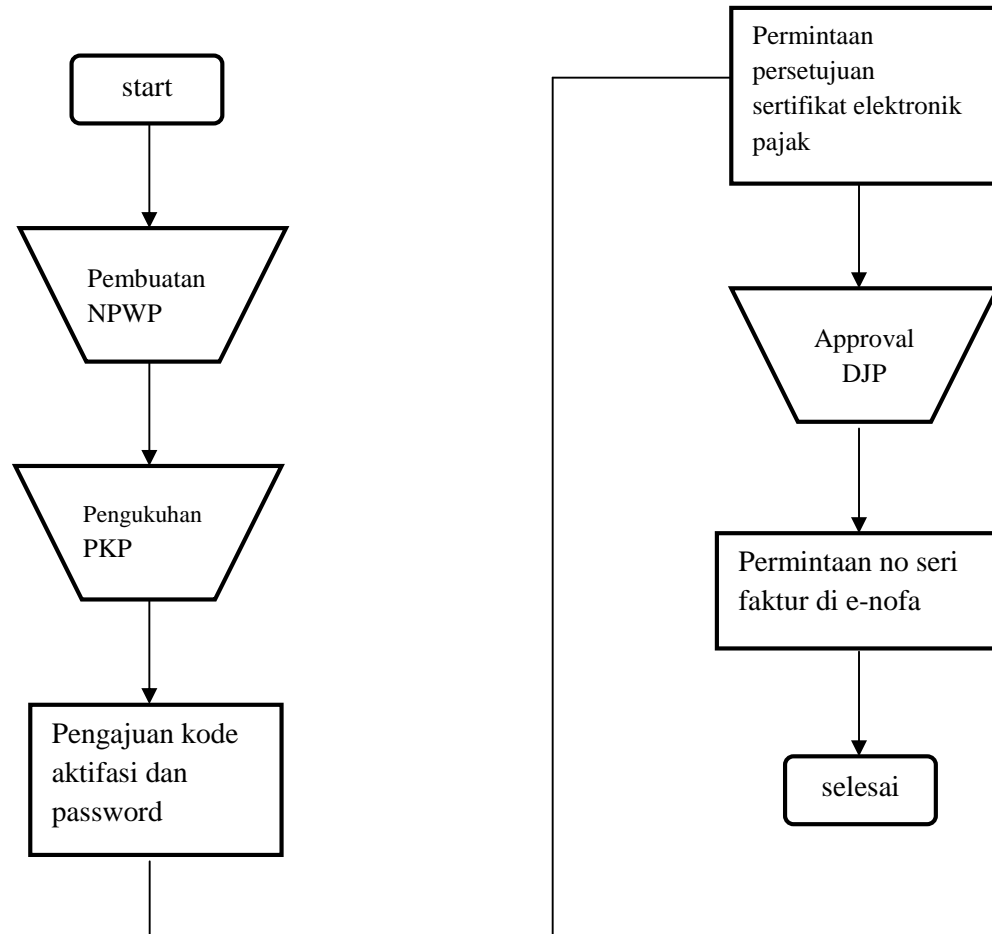 start
Pembuatan
NPWP
Pengukuhan
PKP
Pengajuan kode
aktifasi dan
password
Permintaan
persetujuan
sertifikat elektronik
pajak
Approval
DJP
Permintaan no seri
faktur di e-nofa
selesai